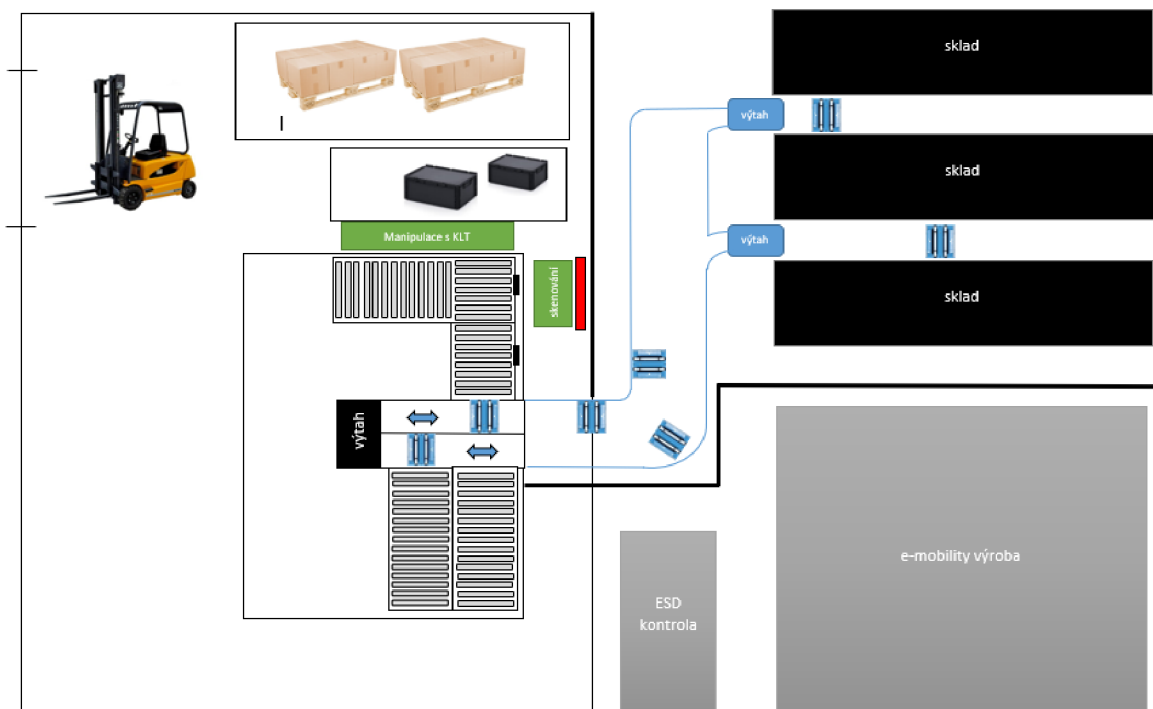 sklad
výtah
sklad
výtah
Manipulace s KLT
skenování
sklad
výtah
e-mobility výroba
ESD
kontrola